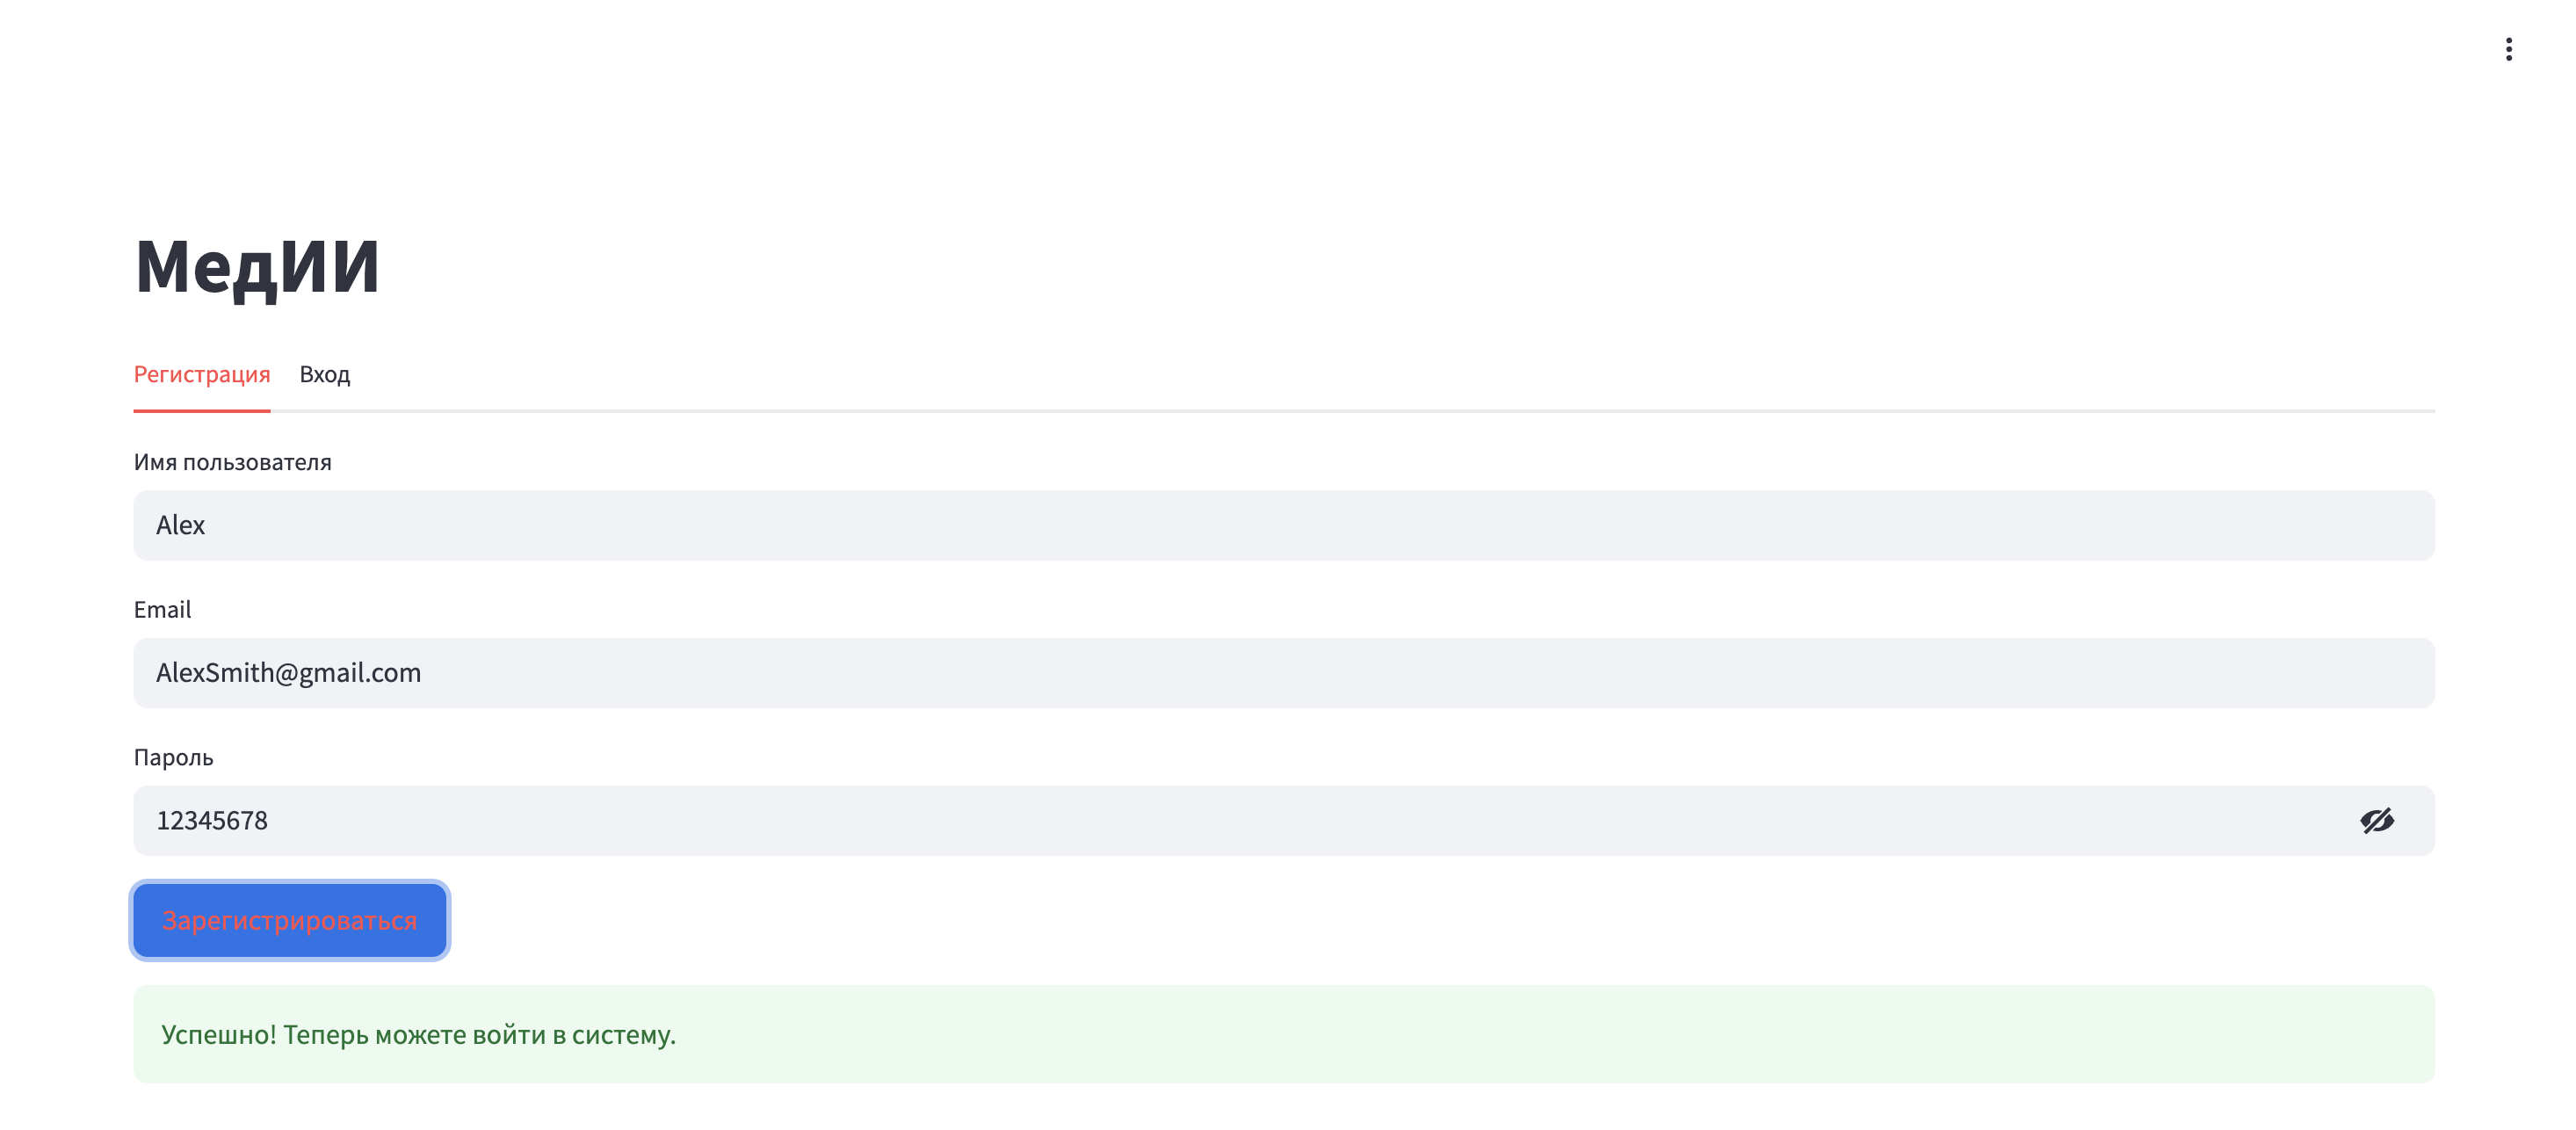 МедИИ
Регистрация Вход
Имя пользователя
Alex
Email
AlexSmith@gmail.com
Пароль
12345678
Зарегистрироваться
Успешно! Теперь можете войти в систему.